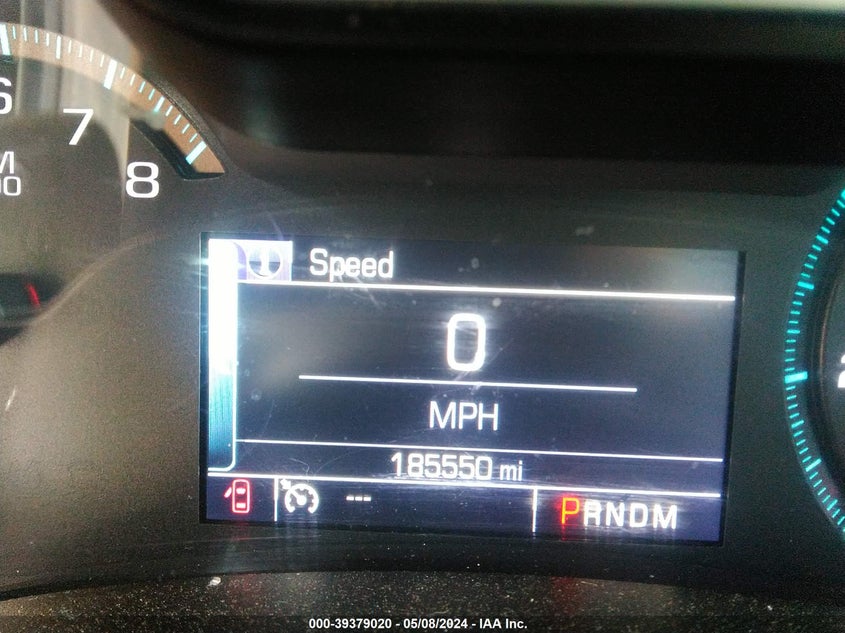 6
7
8
Speed
0
MPH
185550 mi
---
PRNDM
000-39379020 - 05/08/2024 - IAA Inc.